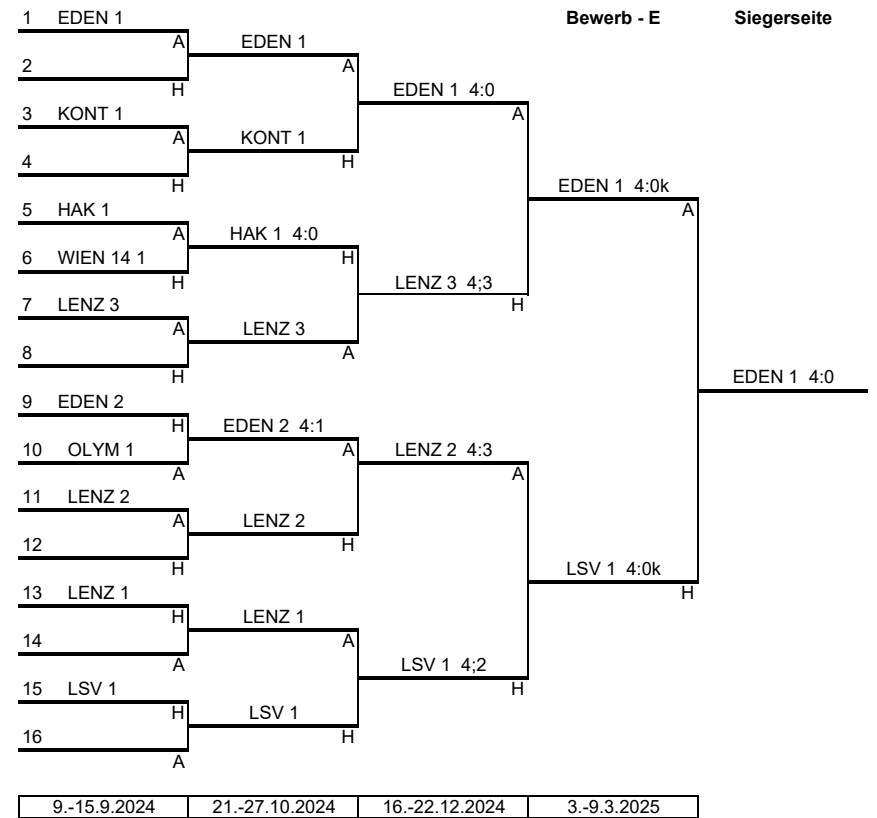 1 EDEN 1 Bewerb - E Siegerseite
A EDEN 1
2 A
H EDEN 1 4:0
3 KONT 1 A
A KONT 1
4 H
H EDEN 1 4:0k
5 HAK 1 A
A HAK 1 4:0
6 WIEN 14 1 H
H LENZ 3 4;3
7 LENZ 3 H
A LENZ 3
8 A
H EDEN 1 4:0
9 EDEN 2
H EDEN 2 4:1
10 OLYM 1 A LENZ 2 4:3
A A
11 LENZ 2
A LENZ 2
12 H
H LSV 1 4:0k
13 LENZ 1 H
H LENZ 1
14 A
A LSV 1 4;2
15 LSV 1 H
H LSV 1
16 H
A
9.-15.9.2024 21.-27.10.2024 16.-22.12.2024 3.-9.3.2025